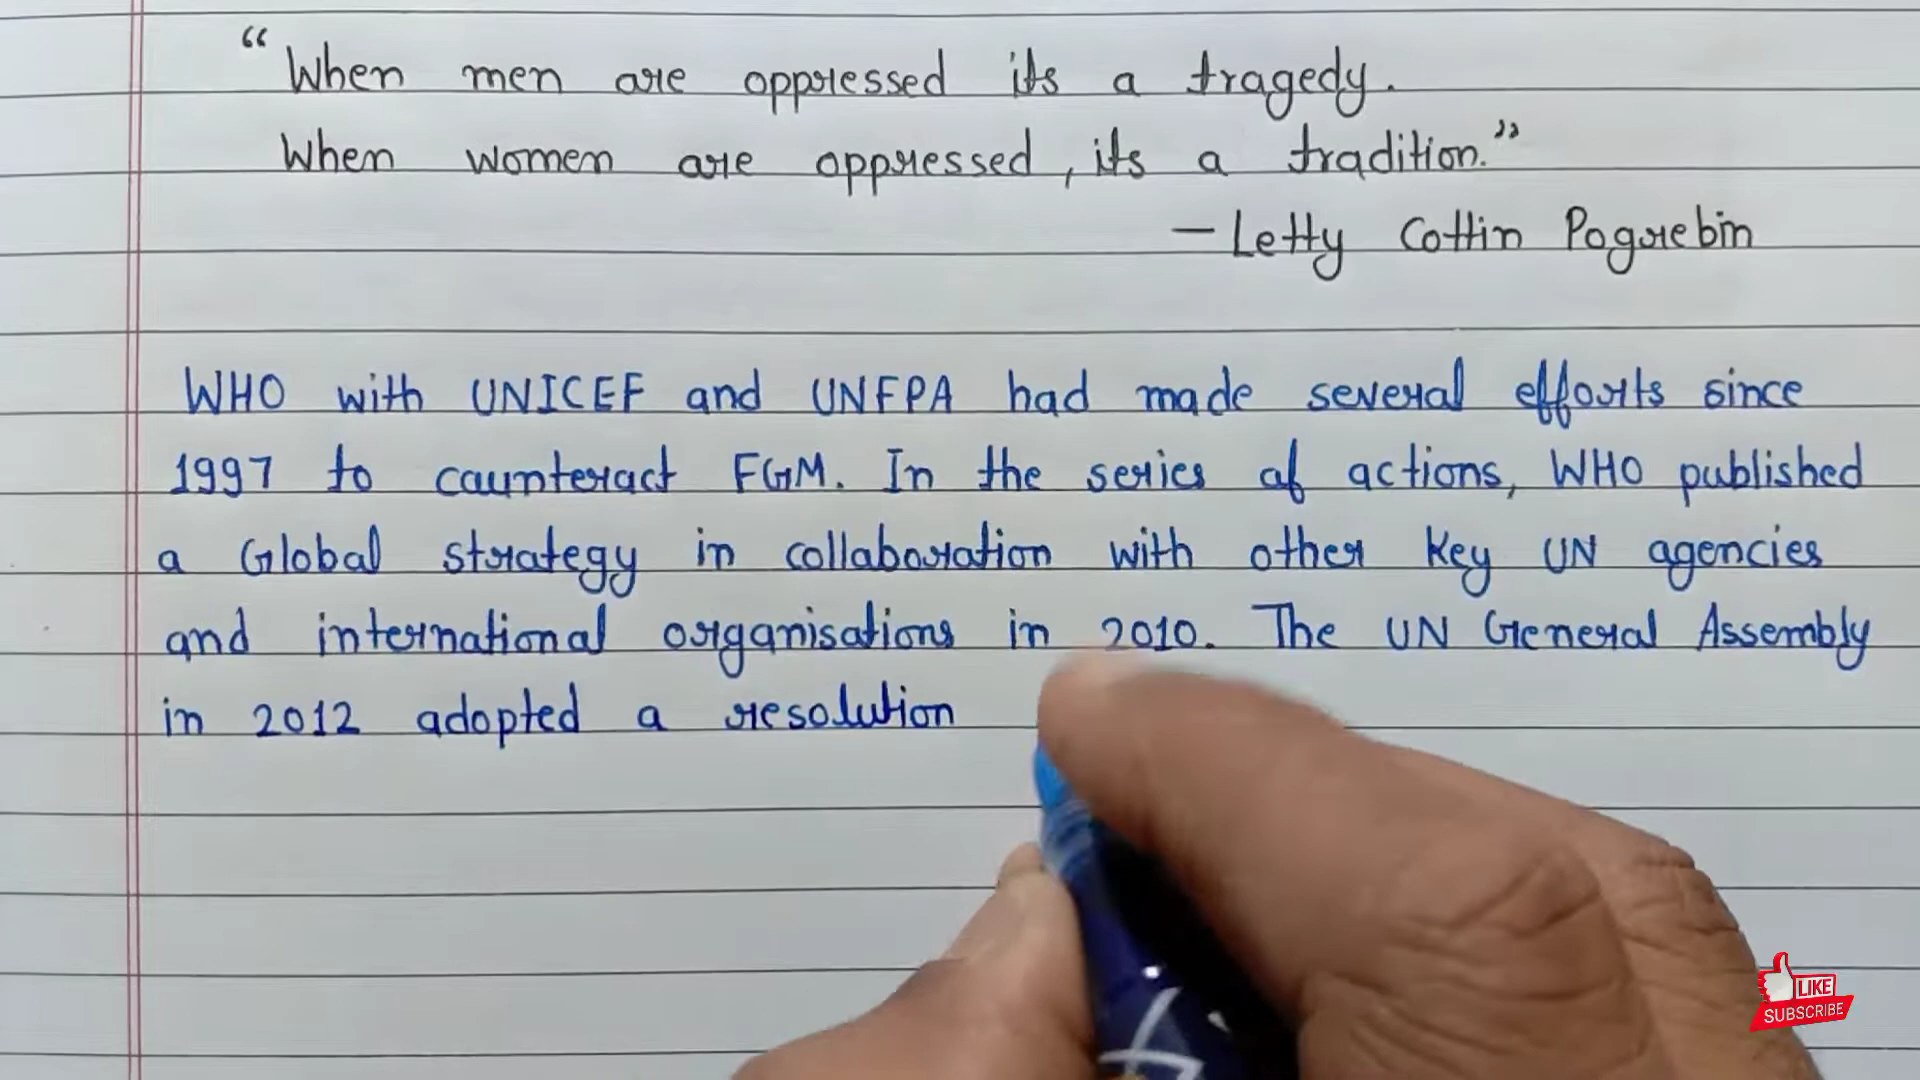 “When men are oppressed its a tragedy.
When women are oppressed, its a tradition.”
- Letty Cottin Pogrebin
WHO with UNICEF and UNFPA had made several efforts since
1997 to counteract FGM. In the series of actions, WHO published
a Global strategy in collaboration with other key UN agencies
and international organisations in 2010. The UN General Assembly
in 2012 adopted a resolution
LIKE
SUBSCRIBE